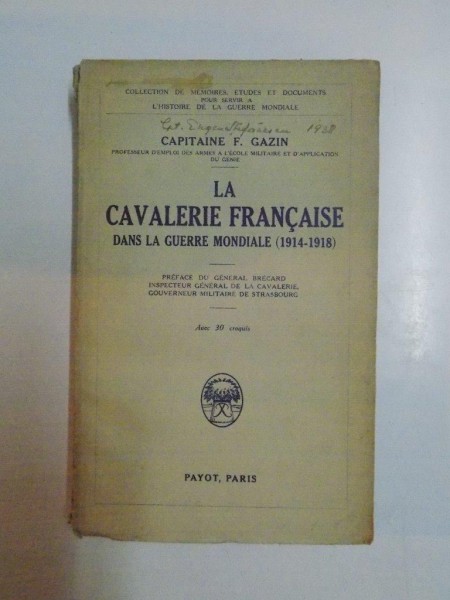 COLLECTION DE MÉMOIRES, ÉTUDES ET DOCUMENTS
POUR SERVIR A
L'HISTOIRE DE LA GUERRE MONDIALE
1938
CAPITAINE F. GAZIN
PROFESSEUR D'EMPLOI DES ARMES A L'ÉCOLE MILITAIRE ET D'APPLICATION
DU GÉNIE
LA
CAVALERIE FRANÇAISE
DANS LA GUERRE MONDIALE (1914-1918)
PRÉFACE DU GÉNÉRAL BRÉCARD
INSPECTEUR GÉNÉRAL DE LA CAVALERIE,
GOUVERNEUR MILITAIRE DE STRASBOURG
Avec 30 croquis
PAYOT, PARIS